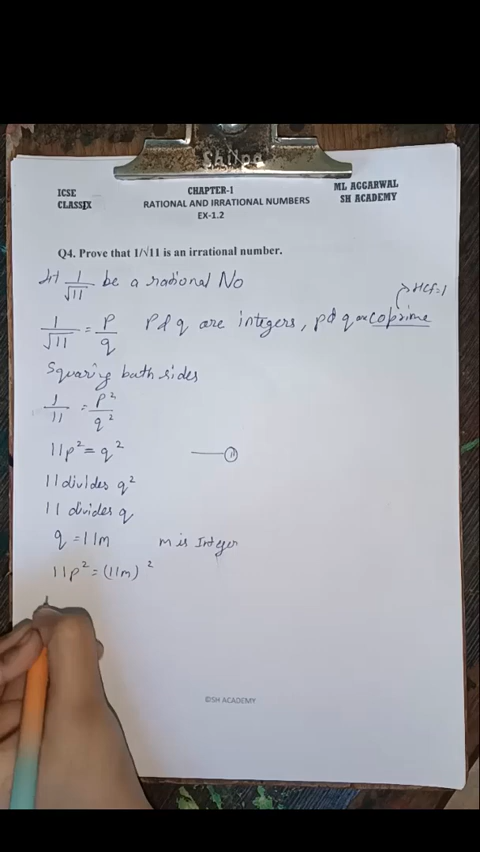 Shilpa
ICSE CHAPTER-1 ML AGGARWAL
CLASSIX RATIONAL AND IRRATIONAL NUMBERS SH ACADEMY
EX-1.2
Q4. Prove that 1/√11 is an irrational number.
let 1/√11 be a rational No
→ HCF=1
1/√11 = P/q P & q are integers, p & q are coprime
Squaring both sides
1/11 = P²/q²
11p² = q² —(i)
11 divides q²
11 divides q
q = 11m m is Integer
11p² = (11m)²
©SH ACADEMY